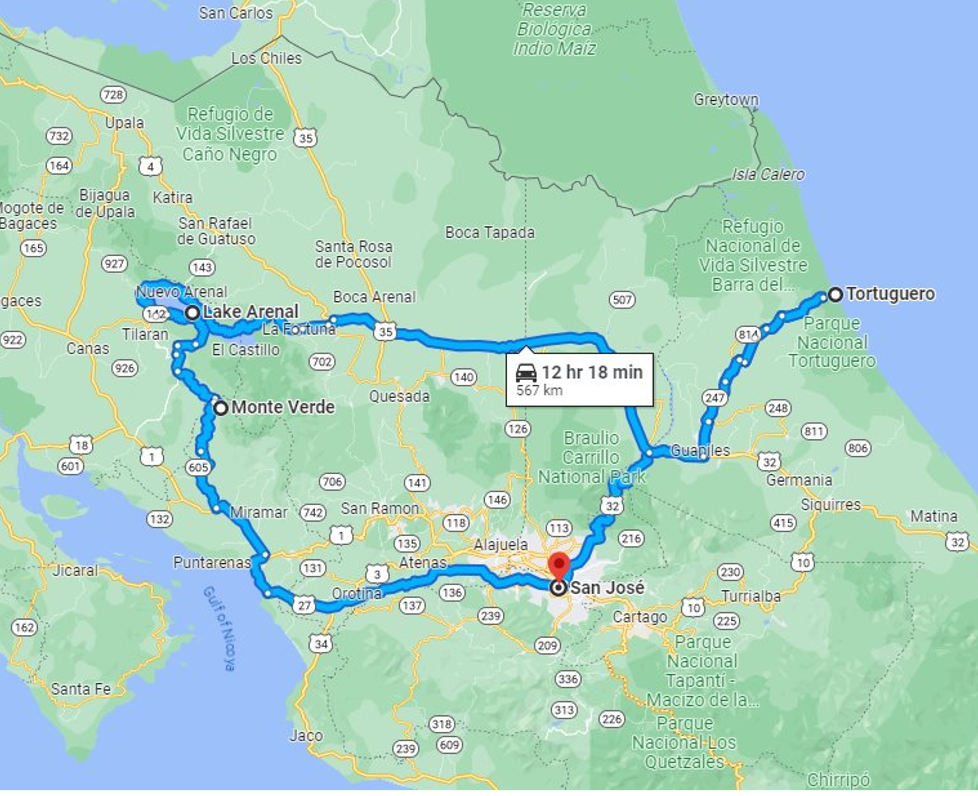 San Carlos
Reserva
Biológica
Indio Maíz
Los Chiles
728
Upala
732
164
4
35
Refugio de
Vida Silvestre
Caño Negro
Greytown
Isla Calero
Bijagua
de Upala
Katira
Mogote de
Bagaces
San Rafael
de Guatuso
165
927
143
Santa Rosa
de Pocosol
Boca Tapada
Refugio
Nacional de
Vida Silvestre
Barra del...
gaces
Nuevo Arenal
142
Lake Arenal
Boca Arenal
507
Tortuguero
922
Tilaran
La Fortuna
35
814
Parque
Nacional
Tortuguero
Canas
926
El Castillo
702
12 hr 18 min
567 km
140
Quesada
247
248
Monte Verde
126
811
806
18
601
1
605
Braulio
Carrillo
National Park
Guapiles
32
Germania
706
141
146
32
Siquirres
132
Miramar
742
San Ramon
118
113
216
415
Matina
32
1
135
Alajuela
Puntarenas
131
3
Atenas
10
Jicaral
27
Orotina
137
136
San José
230
Turrialba
162
Gulf of Nicoya
34
239
209
Cartago
10
225
Santa Fe
336
313
226
Parque
Nacional
Tapantí -
Macizo de la...
Jaco
318
239
609
Parque
Nacional Los
Quetzales
Chirripó